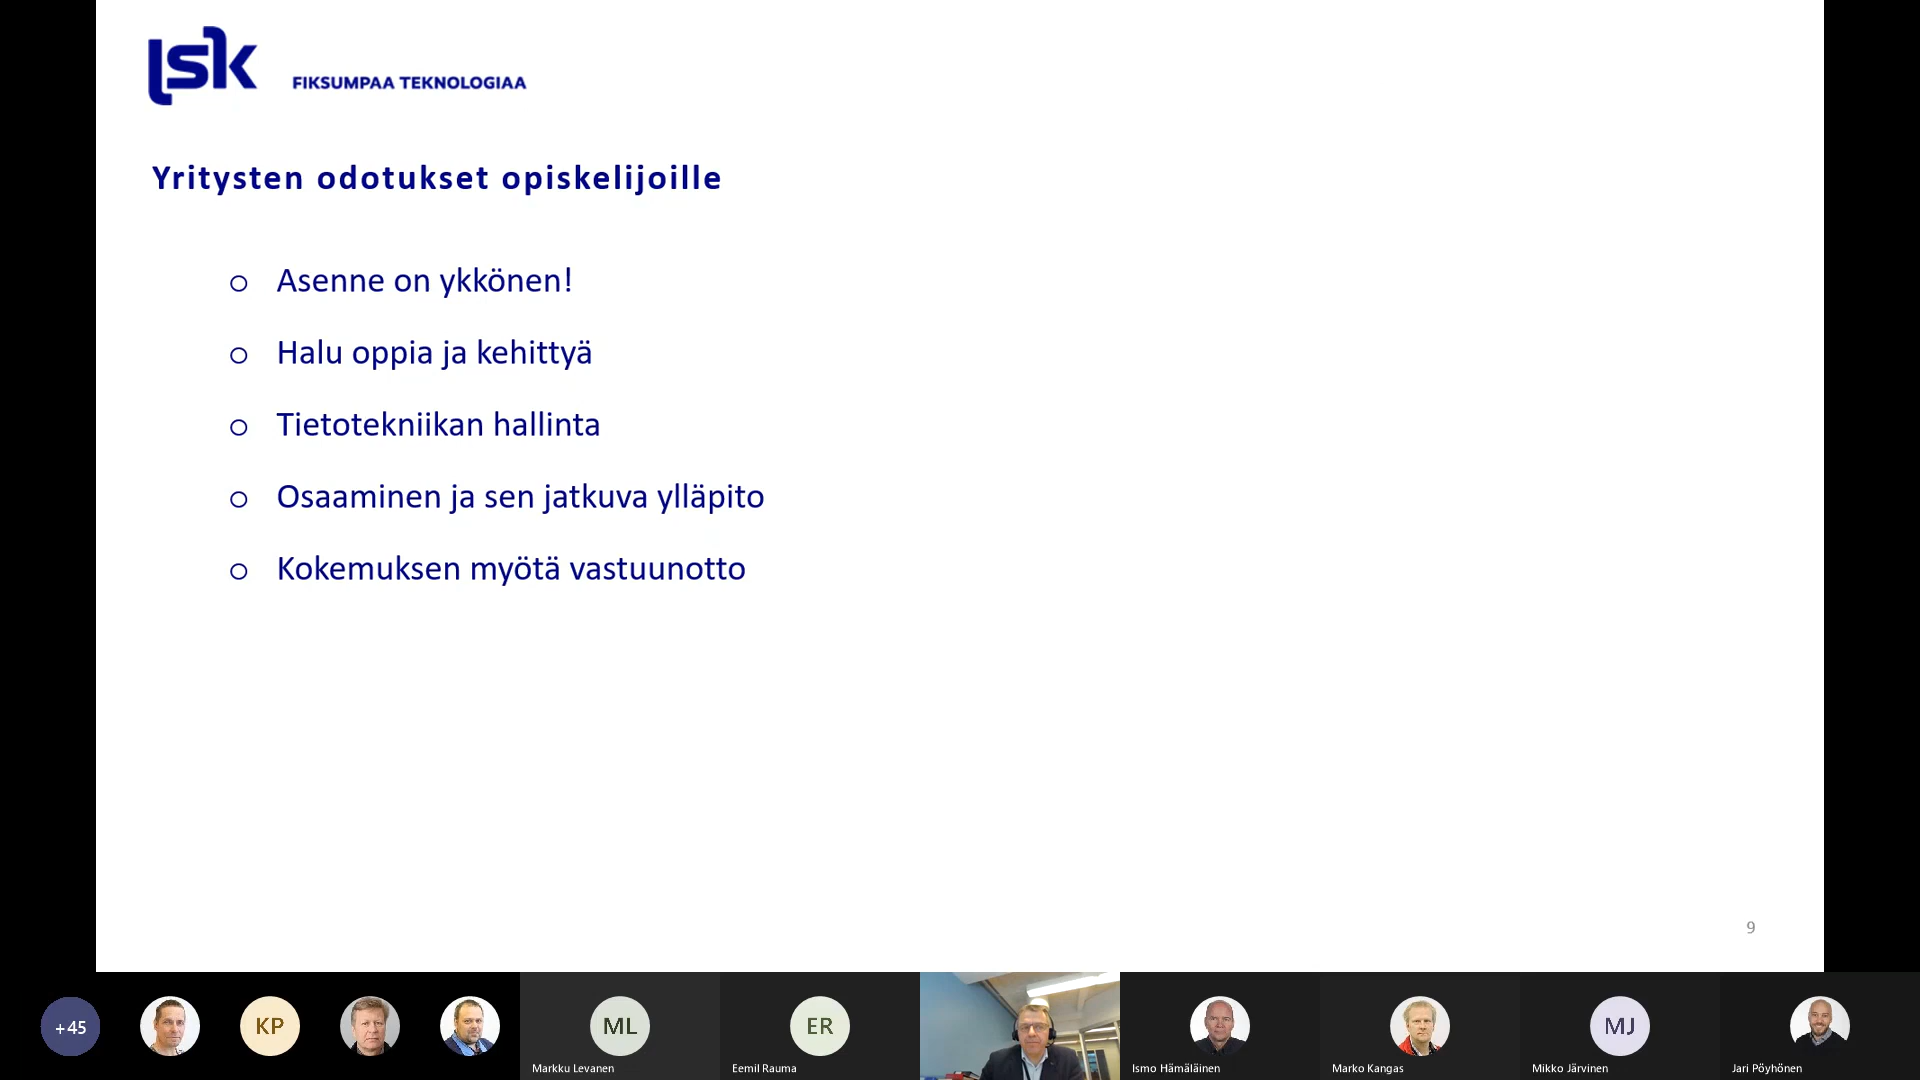 lsk
FIKSUMPAA TEKNOLOGIAA
Yritysten odotukset opiskelijoille
o Asenne on ykkönen!
o Halu oppia ja kehittyä
o Tietotekniikan hallinta
o Osaaminen ja sen jatkuva ylläpito
o Kokemuksen myötä vastuunotto
9
+45
KP
ML
ER
MJ
Markku Levanen
Eemil Rauma
Ismo Hämäläinen
Marko Kangas
Mikko Järvinen
Jari Pöyhönen